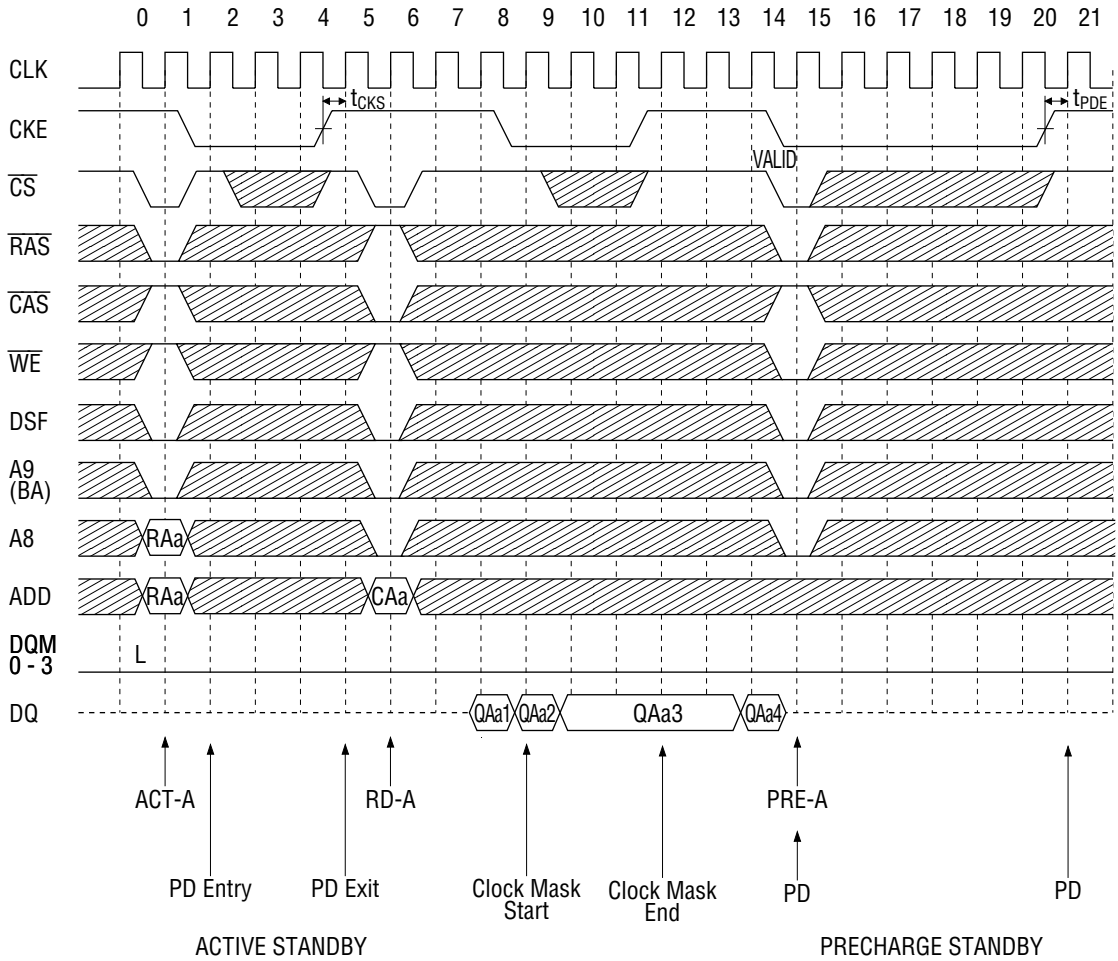 0 1 2 3 4 5 6 7 8 9 10 11 12 13 14 15 16 17 18 19 20 21
CLK
tCKS
tPDE
CKE
VALID
CS
RAS
CAS
WE
DSF
A9
(BA)
A8 RAa
ADD RAa CAa
DQM
0 - 3 L
DQ QAa1 QAa2 QAa3 QAa4
ACT-A RD-A PRE-A
PD Entry PD Exit Clock Mask Start Clock Mask End PD PD
ACTIVE STANDBY PRECHARGE STANDBY